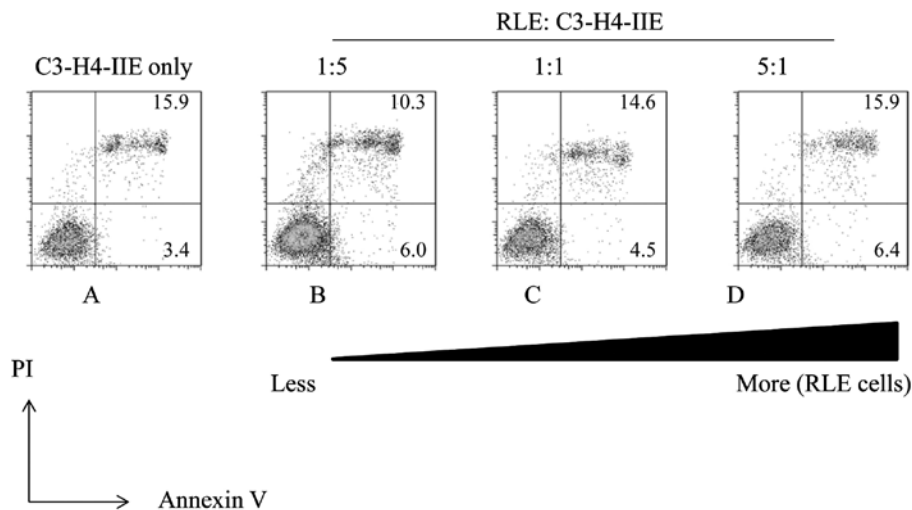 RLE: C3-H4-IIE
C3-H4-IIE only
1:5
1:1
5:1
15.9
10.3
14.6
15.9
3.4
6.0
4.5
6.4
A
B
C
D
PI
Less
More (RLE cells)
Annexin V